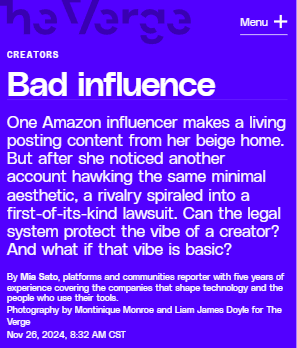 The Verge
Menu
CREATORS
Bad influence
One Amazon influencer makes a living
posting content from her beige home.
But after she noticed another
account hawking the same minimal
aesthetic, a rivalry spiraled into a
first-of-its-kind lawsuit. Can the legal
system protect the vibe of a creator?
And what if that vibe is basic?
By Mia Sato, platforms and communities reporter with five years of
experience covering the companies that shape technology and the
people who use their tools.
Photography by Montinique Monroe and Liam James Doyle for The
Verge
Nov 26, 2024, 8:32 AM CST